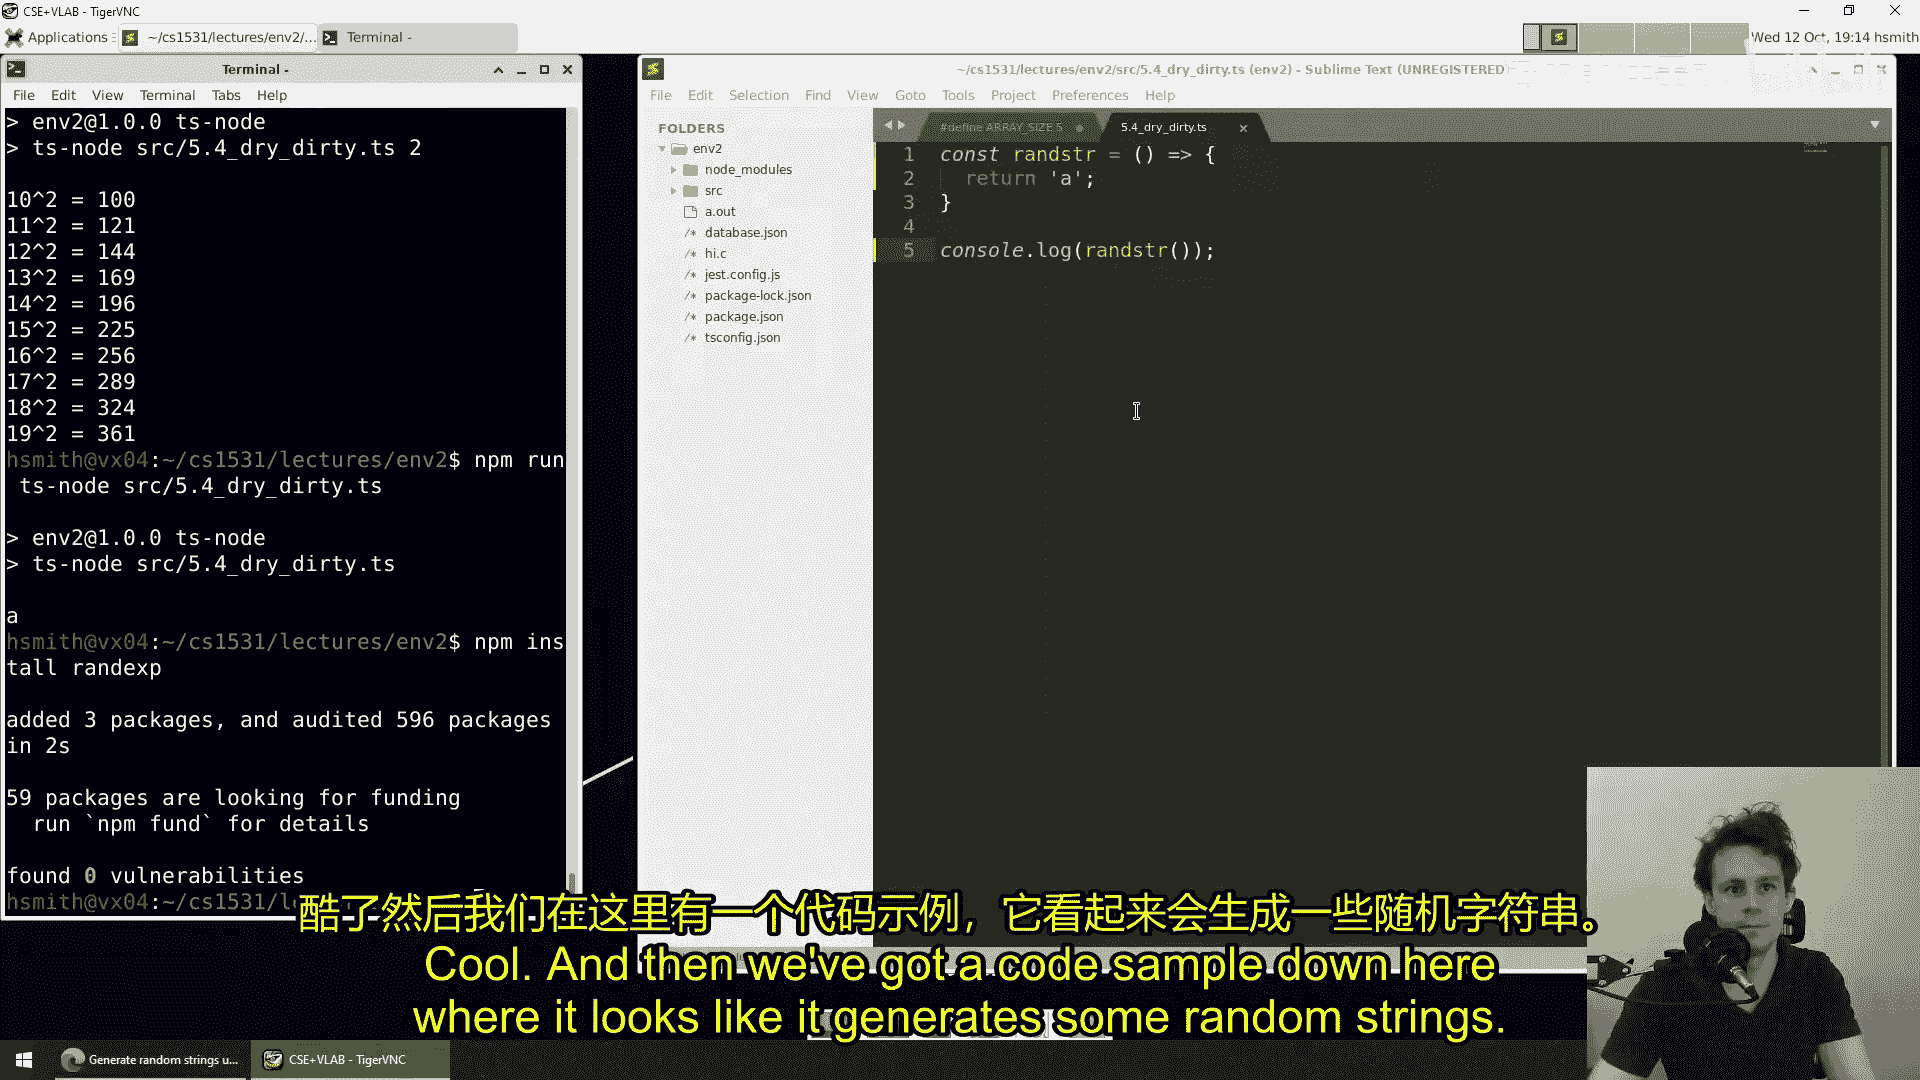 CSE+VLAB - TigerVNC
Applications
~/cs1531/lectures/env2/...
Terminal -
Wed 12 Oct, 19:14 hsmith
Terminal -
File Edit View Terminal Tabs Help
> env2@1.0.0 ts-node
> ts-node src/5.4_dry_dirty.ts 2
10^2 = 100
11^2 = 121
12^2 = 144
13^2 = 169
14^2 = 196
15^2 = 225
16^2 = 256
17^2 = 289
18^2 = 324
19^2 = 361
hsmith@vx04:~/cs1531/lectures/env2$ npm run
ts-node src/5.4_dry_dirty.ts
> env2@1.0.0 ts-node
> ts-node src/5.4_dry_dirty.ts
a
hsmith@vx04:~/cs1531/lectures/env2$ npm ins
tall randexp
added 3 packages, and audited 596 packages
in 2s
59 packages are looking for funding
run `npm fund` for details
found 0 vulnerabilities
hsmith@vx04:~/cs1531/l
~/cs1531/lectures/env2/src/5.4_dry_dirty.ts (env2) - Sublime Text (UNREGISTERED
File Edit Selection Find View Goto Tools Project Preferences Help
FOLDERS
env2
node_modules
src
a.out
/* database.json
/* hi.c
/* jest.config.js
/* package-lock.json
/* package.json
/* tsconfig.json
#define ARRAY_SIZE 5
5.4_dry_dirty.ts
1 const randstr = () => {
2 return 'a';
3 }
4
5 console.log(randstr());
酷了然后我们在这里有一个代码示例，它看起来会生成一些随机字符串。
Cool. And then we've got a code sample down here
where it looks like it generates some random strings.
Generate random strings u...
CSE+VLAB - TigerVNC